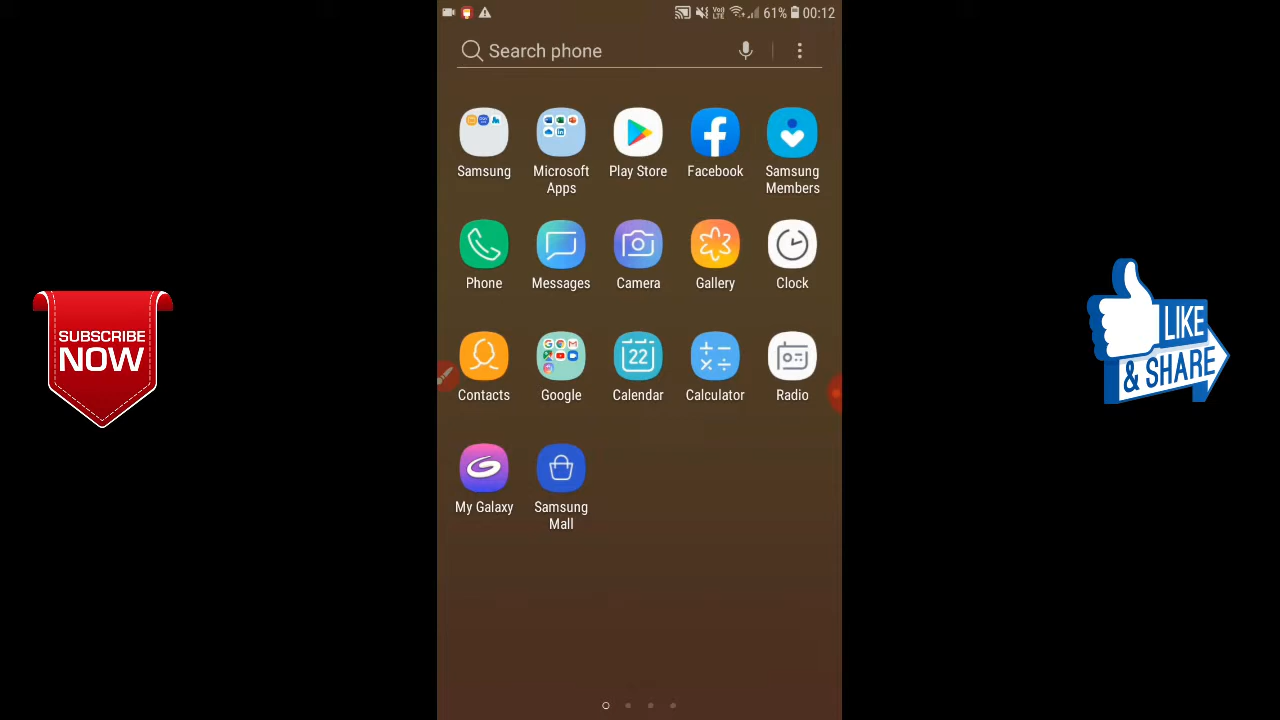 61% 00:12
Search phone
Samsung
Microsoft Apps
Play Store
Facebook
Samsung Members
Phone
Messages
Camera
Gallery
Clock
Contacts
Google
22
Calendar
Calculator
Radio
My Galaxy
Samsung Mall
SUBSCRIBE
NOW
LIKE
& SHARE